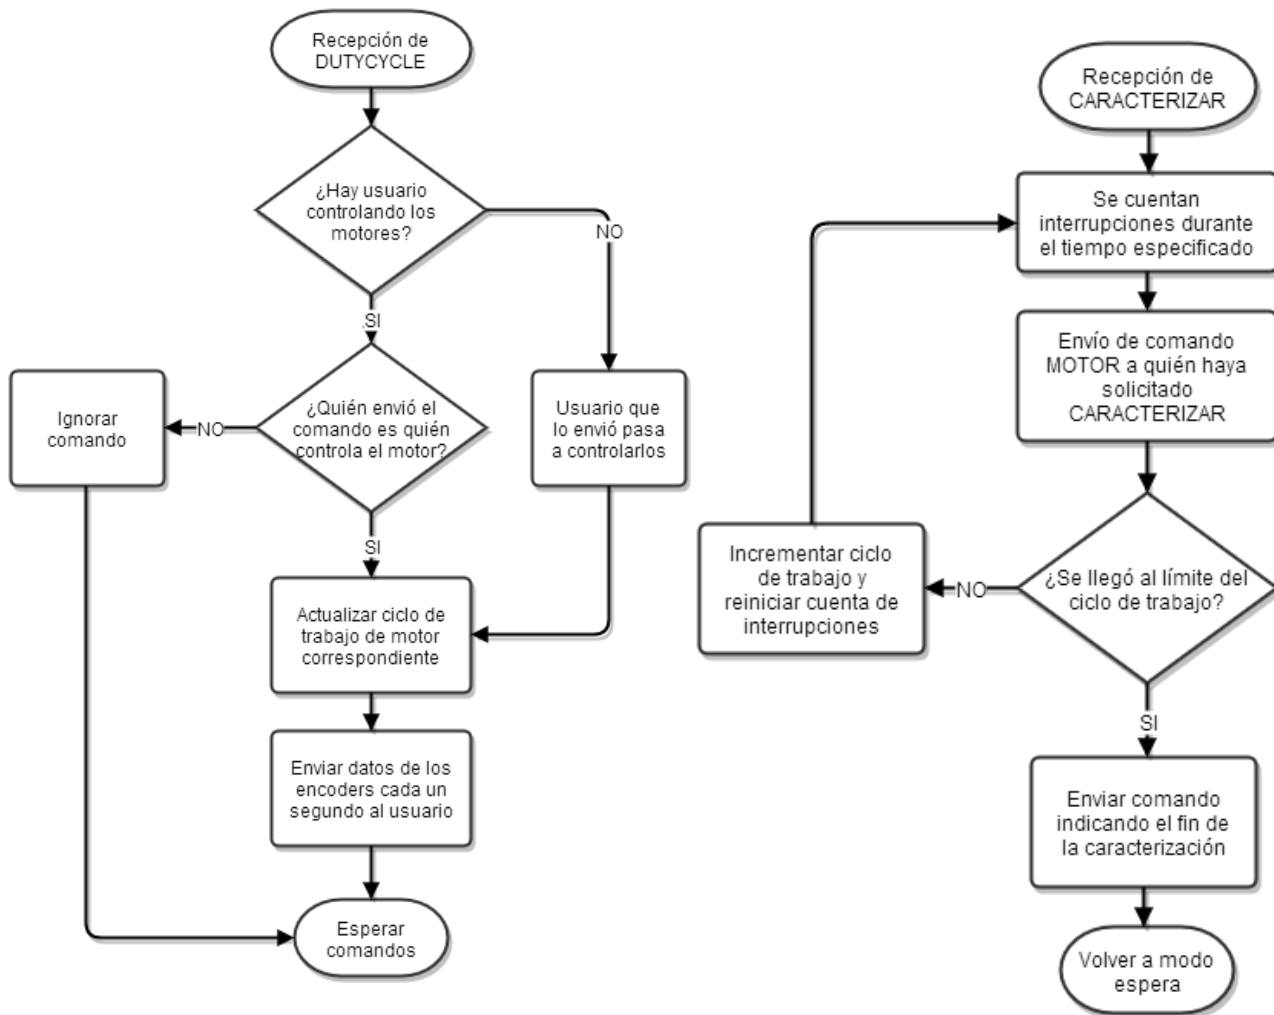 Recepción de
DUTYCYCLE
¿Hay usuario
controlando los
motores?
NO
SI
¿Quién envió el
comando es quién
controla el motor?
NO
Ignorar
comando
Usuario que
lo envió pasa
a controlarlos
SI
Actualizar ciclo de
trabajo de motor
correspondiente
Enviar datos de los
encoders cada un
segundo al usuario
Esperar
comandos
Recepción de
CARACTERIZAR
Se cuentan
interrupciones durante
el tiempo especificado
Envío de comando
MOTOR a quién haya
solicitado
CARACTERIZAR
¿Se llegó al límite del
ciclo de trabajo?
NO
Incrementar ciclo
de trabajo y
reiniciar cuenta de
interrupciones
SI
Enviar comando
indicando el fin de
la caracterización
Volver a modo
espera